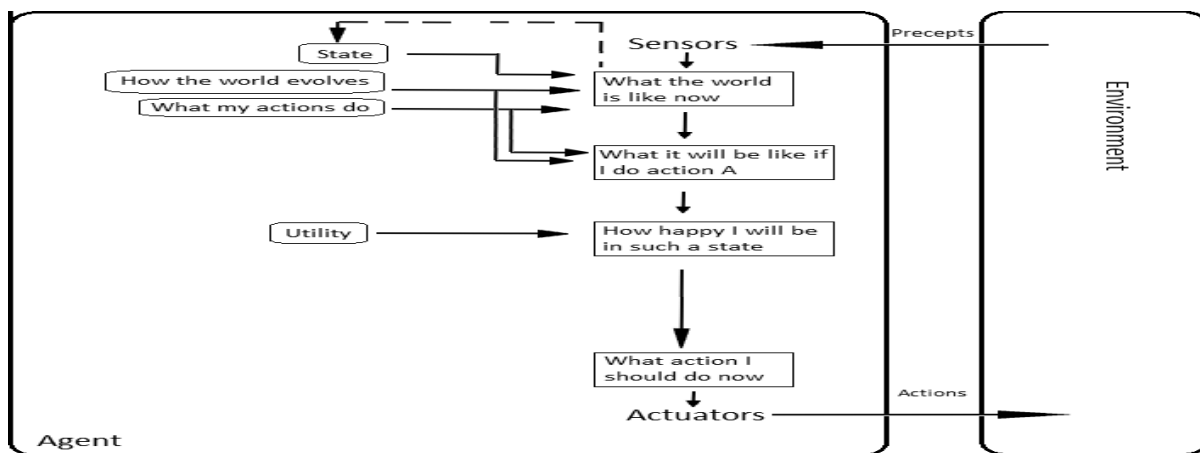 Precepts
Sensors
State
How the world evolves
What the world
is like now
What my actions do
Environment
What it will be like if
I do action A
Utility
How happy I will be
in such a state
What action I
should do now
Actions
Actuators
Agent